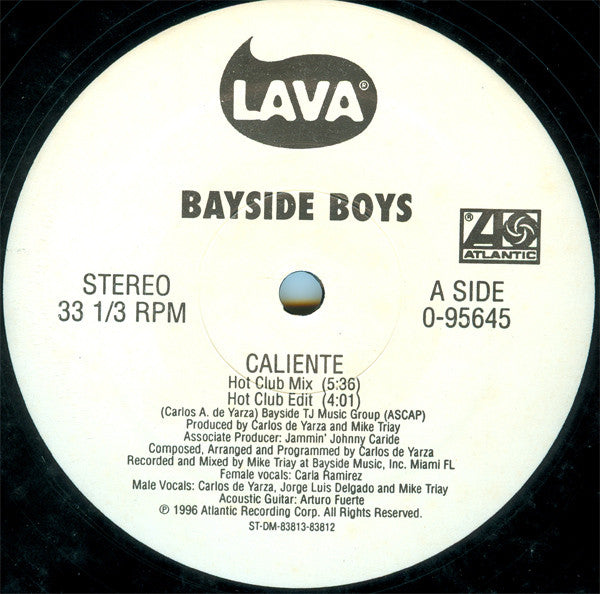 LAVA®
BAYSIDE BOYS
® ATLANTIC
STEREO
33 1/3 RPM
A SIDE
0-95645
CALIENTE
Hot Club Mix (5:36)
Hot Club Edit (4:01)
(Carlos A. de Yarza) Bayside TJ Music Group (ASCAP)
Produced by Carlos de Yarza and Mike Triay
Associate Producer: Jammin' Johnny Caride
Composed, Arranged and Programmed by Carlos de Yarza
Recorded and Mixed by Mike Triay at Bayside Music, Inc. Miami FL
Female vocals: Carla Ramirez
Male Vocals: Carlos de Yarza, Jorge Luis Delgado and Mike Triay
Acoustic Guitar: Arturo Fuerte
℗ 1996 Atlantic Recording Corp. All Rights Reserved.
ST-DM-83813-83812